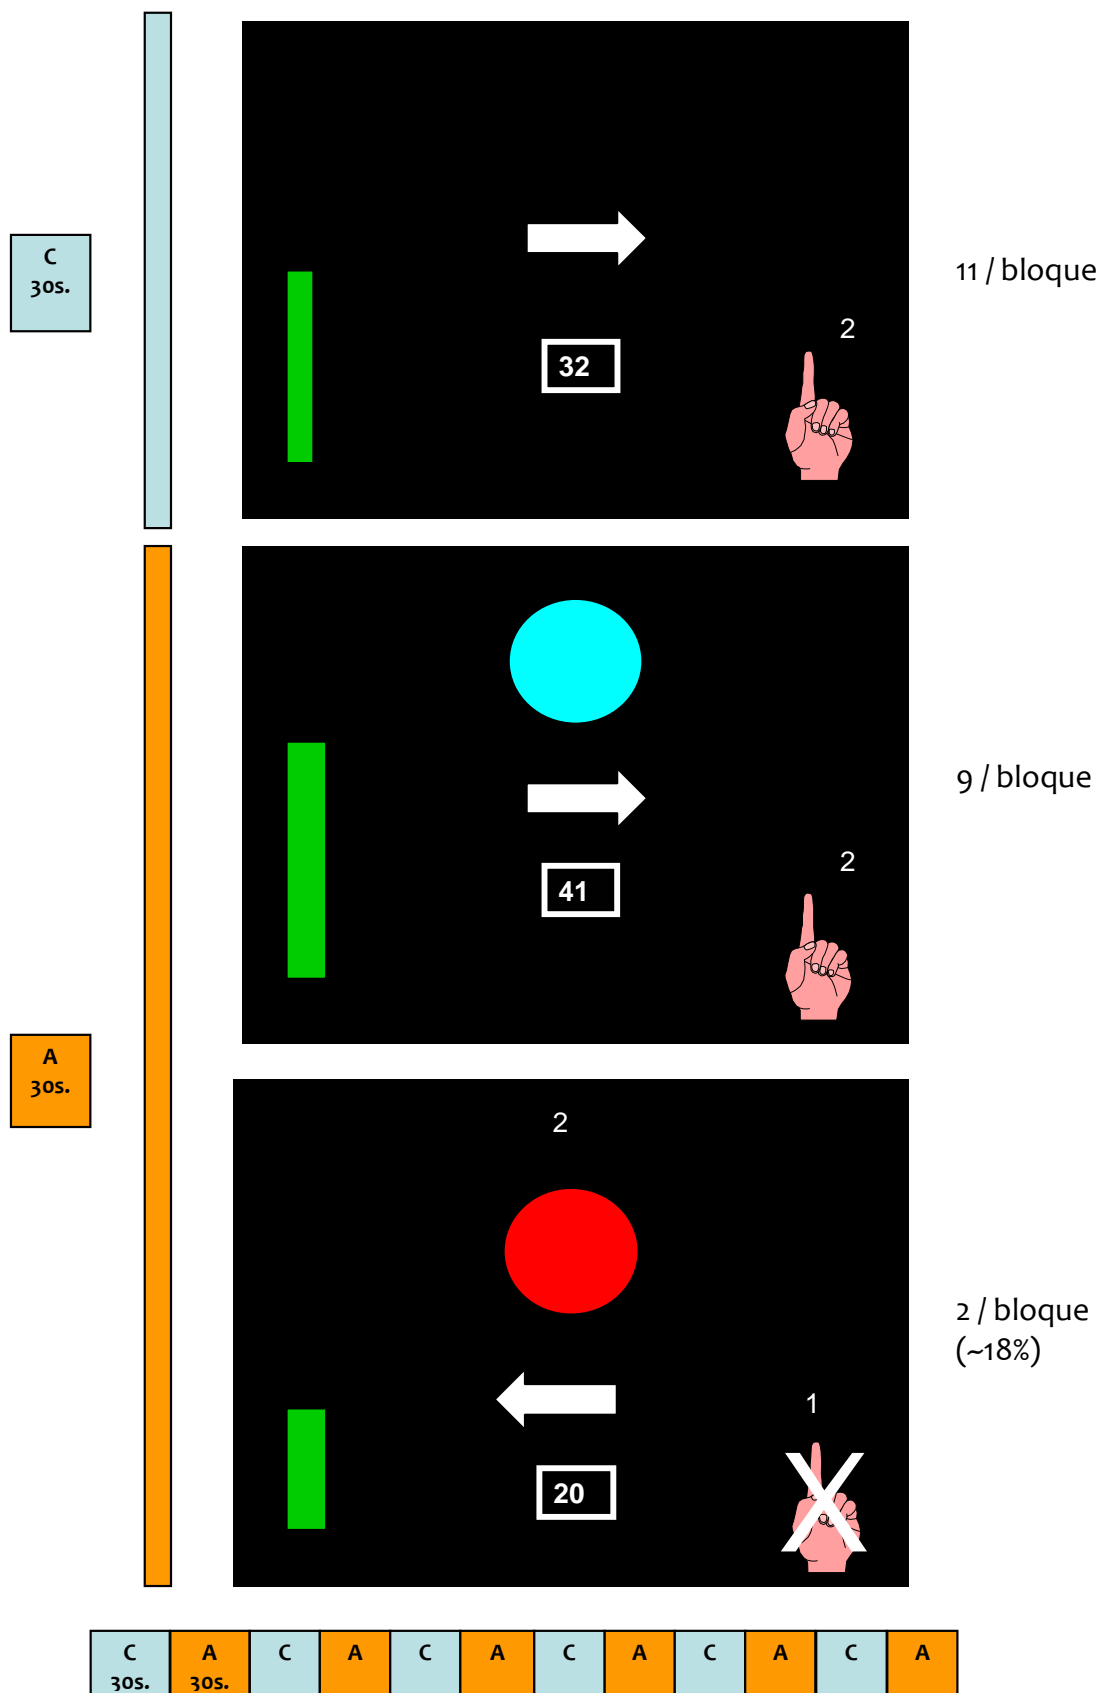 C
30s.
2
32
11 / bloque
2
41
9 / bloque
A
30s.
2
1
20
2 / bloque
(~18%)
C A C A C A C A C A C A
30s. 30s.